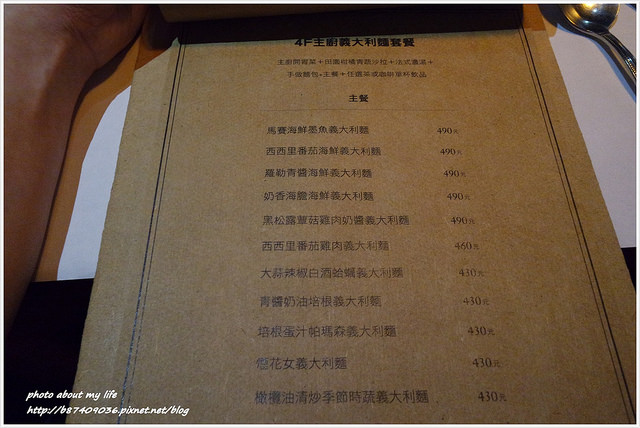 4F主廚義大利麵套餐
主廚開胃菜+田園柑橘青蔬沙拉+法式濃湯+
手做麵包+主餐+任選茶或咖啡單杯飲品
主餐
馬賽海鮮墨魚義大利麵 490元
西西里番茄海鮮義大利麵 490元
羅勒青醬海鮮義大利麵 490元
奶香海膽海鮮義大利麵 490元
黑松露蕈菇雞肉奶醬義大利麵 490元
西西里番茄雞肉義大利麵 460元
大蒜辣椒白酒蛤蠣義大利麵 430元
青醬奶油培根義大利麵 430元
培根蛋汁帕瑪森義大利麵 430元
煙花女義大利麵 430元
橄欖油清炒季節時蔬義大利麵 430元
photo about my life
http://b87409036.pixnet.net/blog